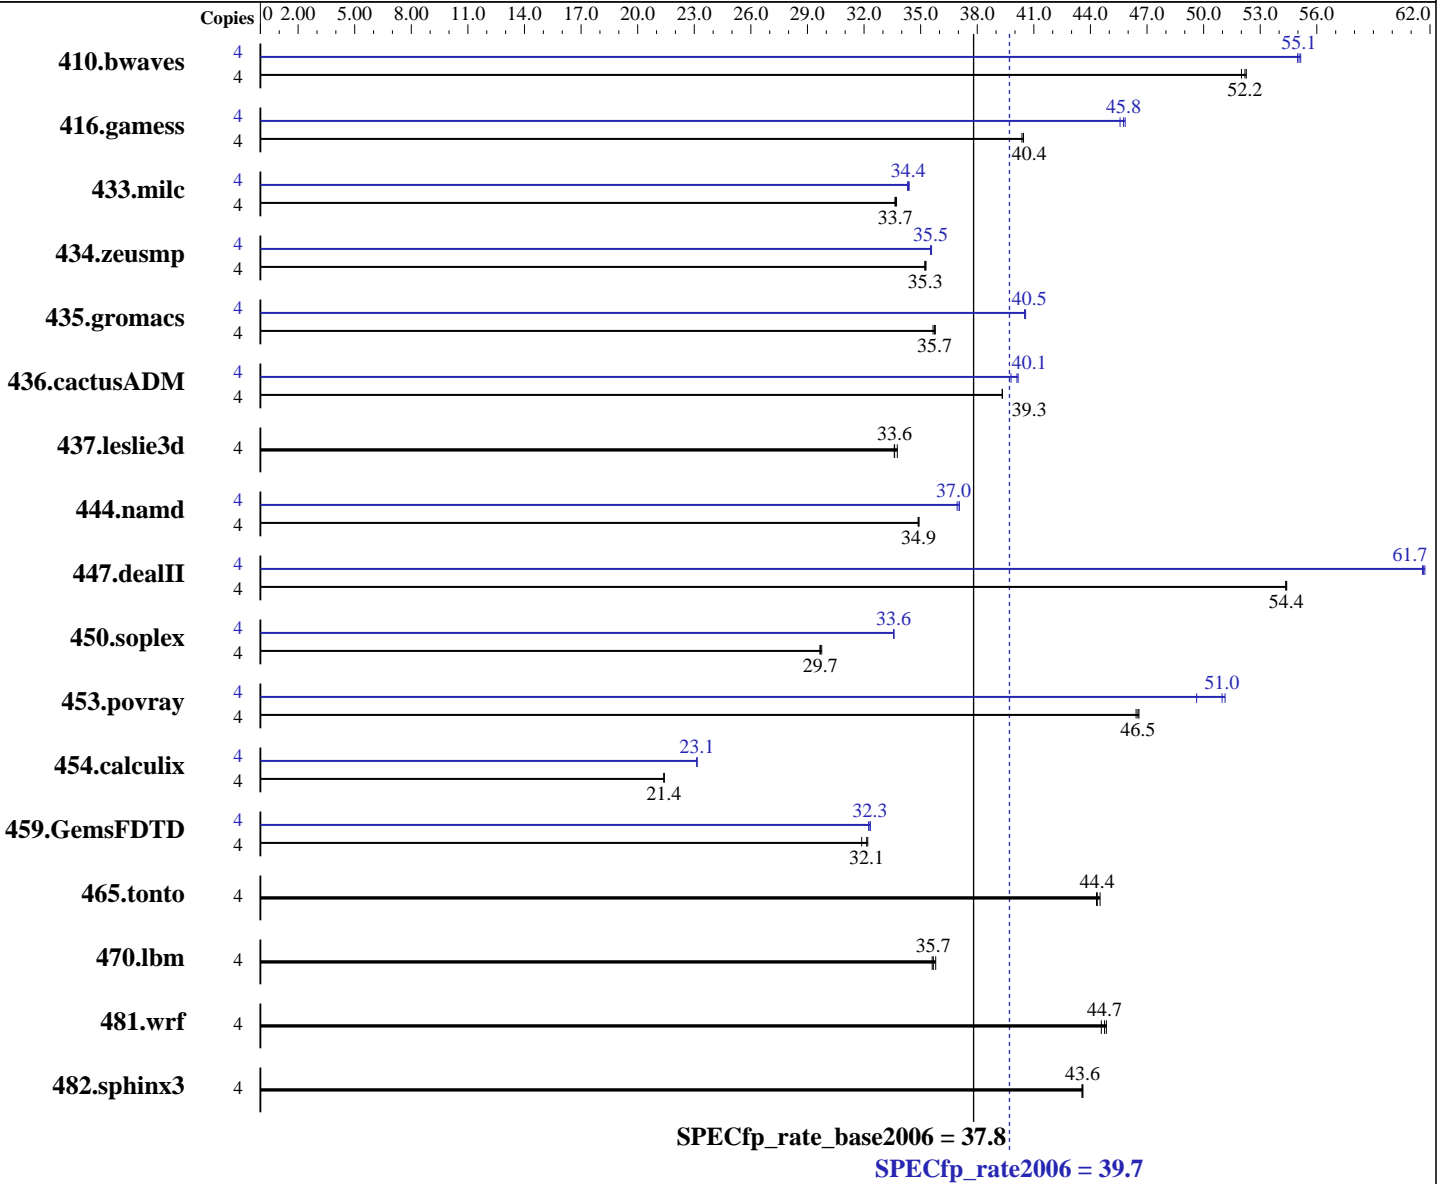 Copies 0 2.00 5.00 8.00 11.0 14.0 17.0 20.0 23.0 26.0 29.0 32.0 35.0 38.0 41.0 44.0 47.0 50.0 53.0 56.0 62.0
410.bwaves 4 55.1
4 52.2
416.gamess 4 45.8
4 40.4
433.milc 4 34.4
4 33.7
434.zeusmp 4 35.5
4 35.3
435.gromacs 4 40.5
4 35.7
436.cactusADM 4 40.1
4 39.3
437.leslie3d 4 33.6
444.namd 4 37.0
4 34.9
447.dealII 4 61.7
4 54.4
450.soplex 4 33.6
4 29.7
453.povray 4 51.0
4 46.5
454.calculix 4 23.1
4 21.4
459.GemsFDTD 4 32.3
4 32.1
465.tonto 4 44.4
470.lbm 4 35.7
481.wrf 4 44.7
482.sphinx3 4 43.6
SPECfp_rate_base2006 = 37.8
SPECfp_rate2006 = 39.7